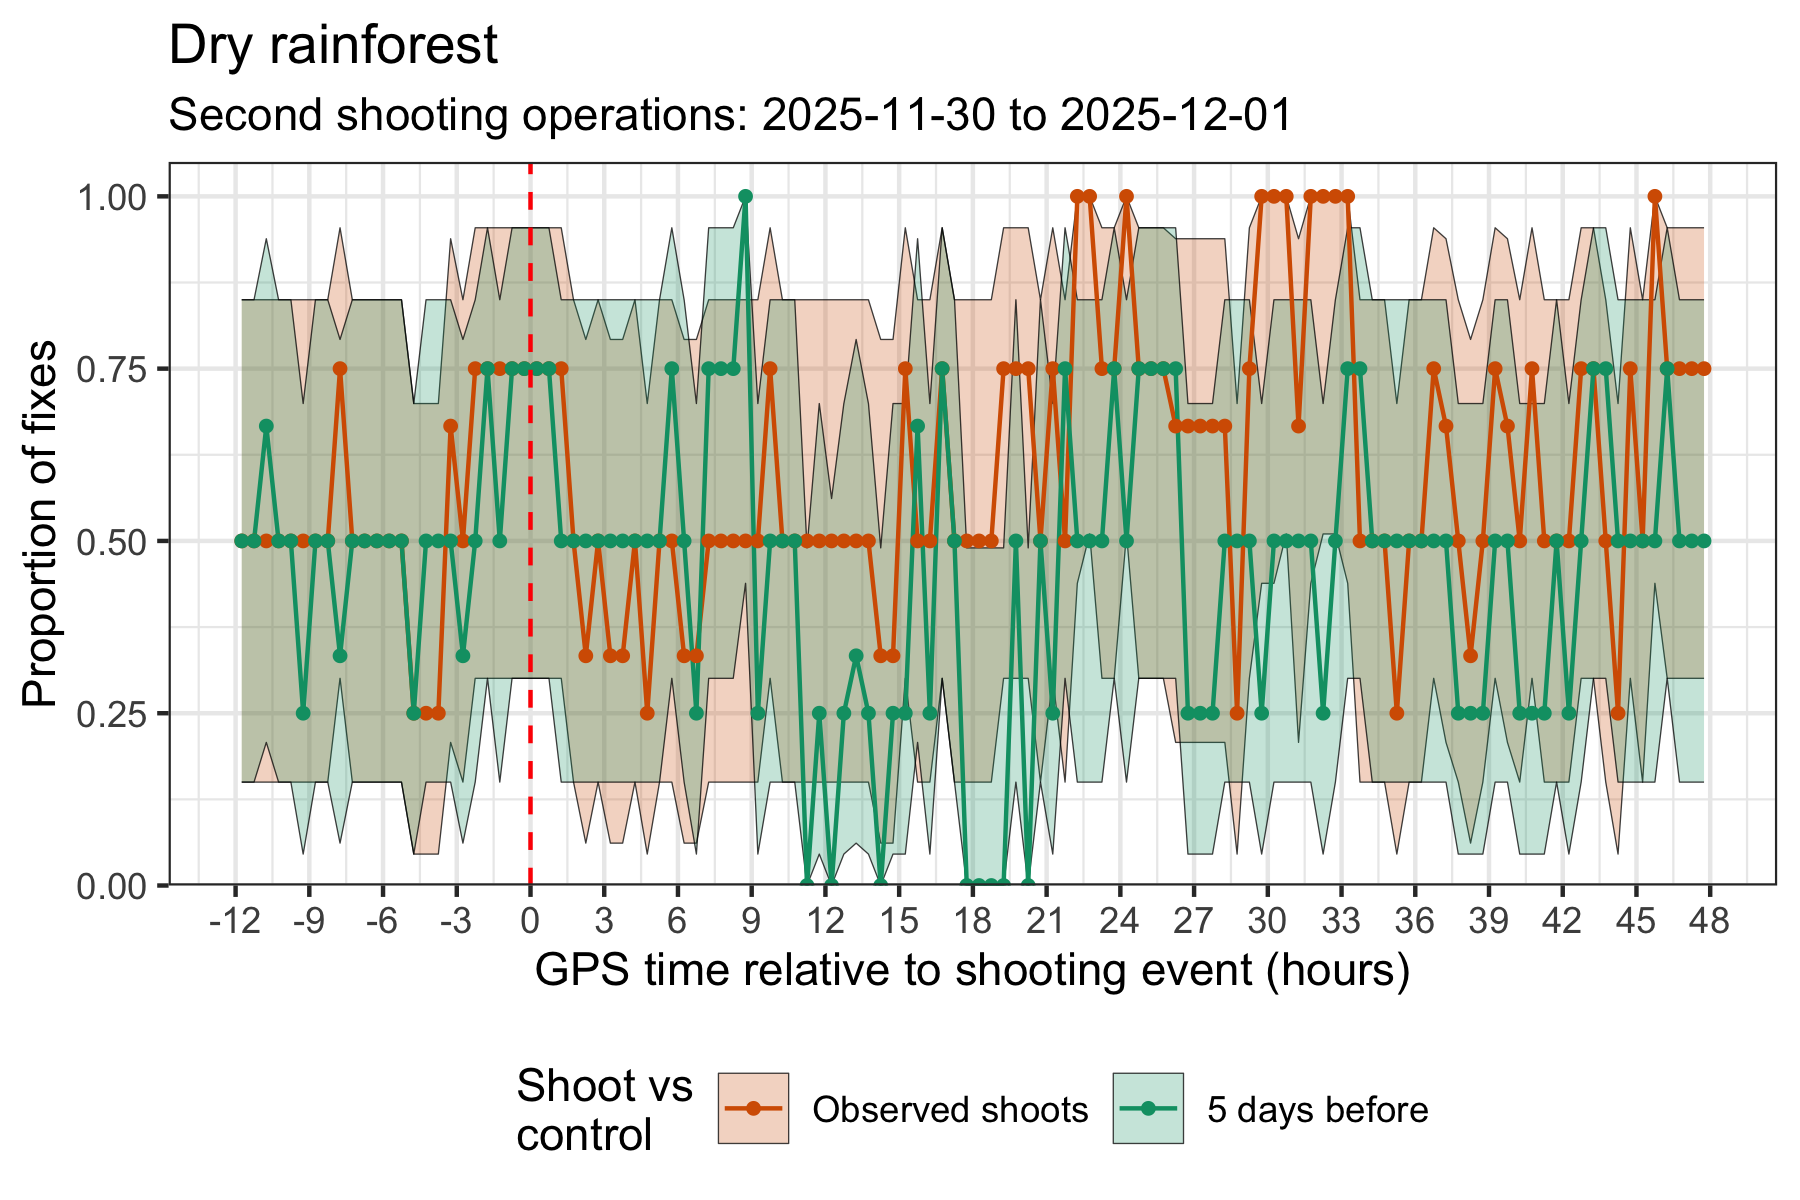 Dry rainforest
Second shooting operations: 2025-11-30 to 2025-12-01
Proportion of fixes
1.00
0.75
0.50
0.25
0.00
-12 -9 -6 -3 0 3 6 9 12 15 18 21 24 27 30 33 36 39 42 45 48
GPS time relative to shooting event (hours)
Shoot vs
control
Observed shoots
5 days before